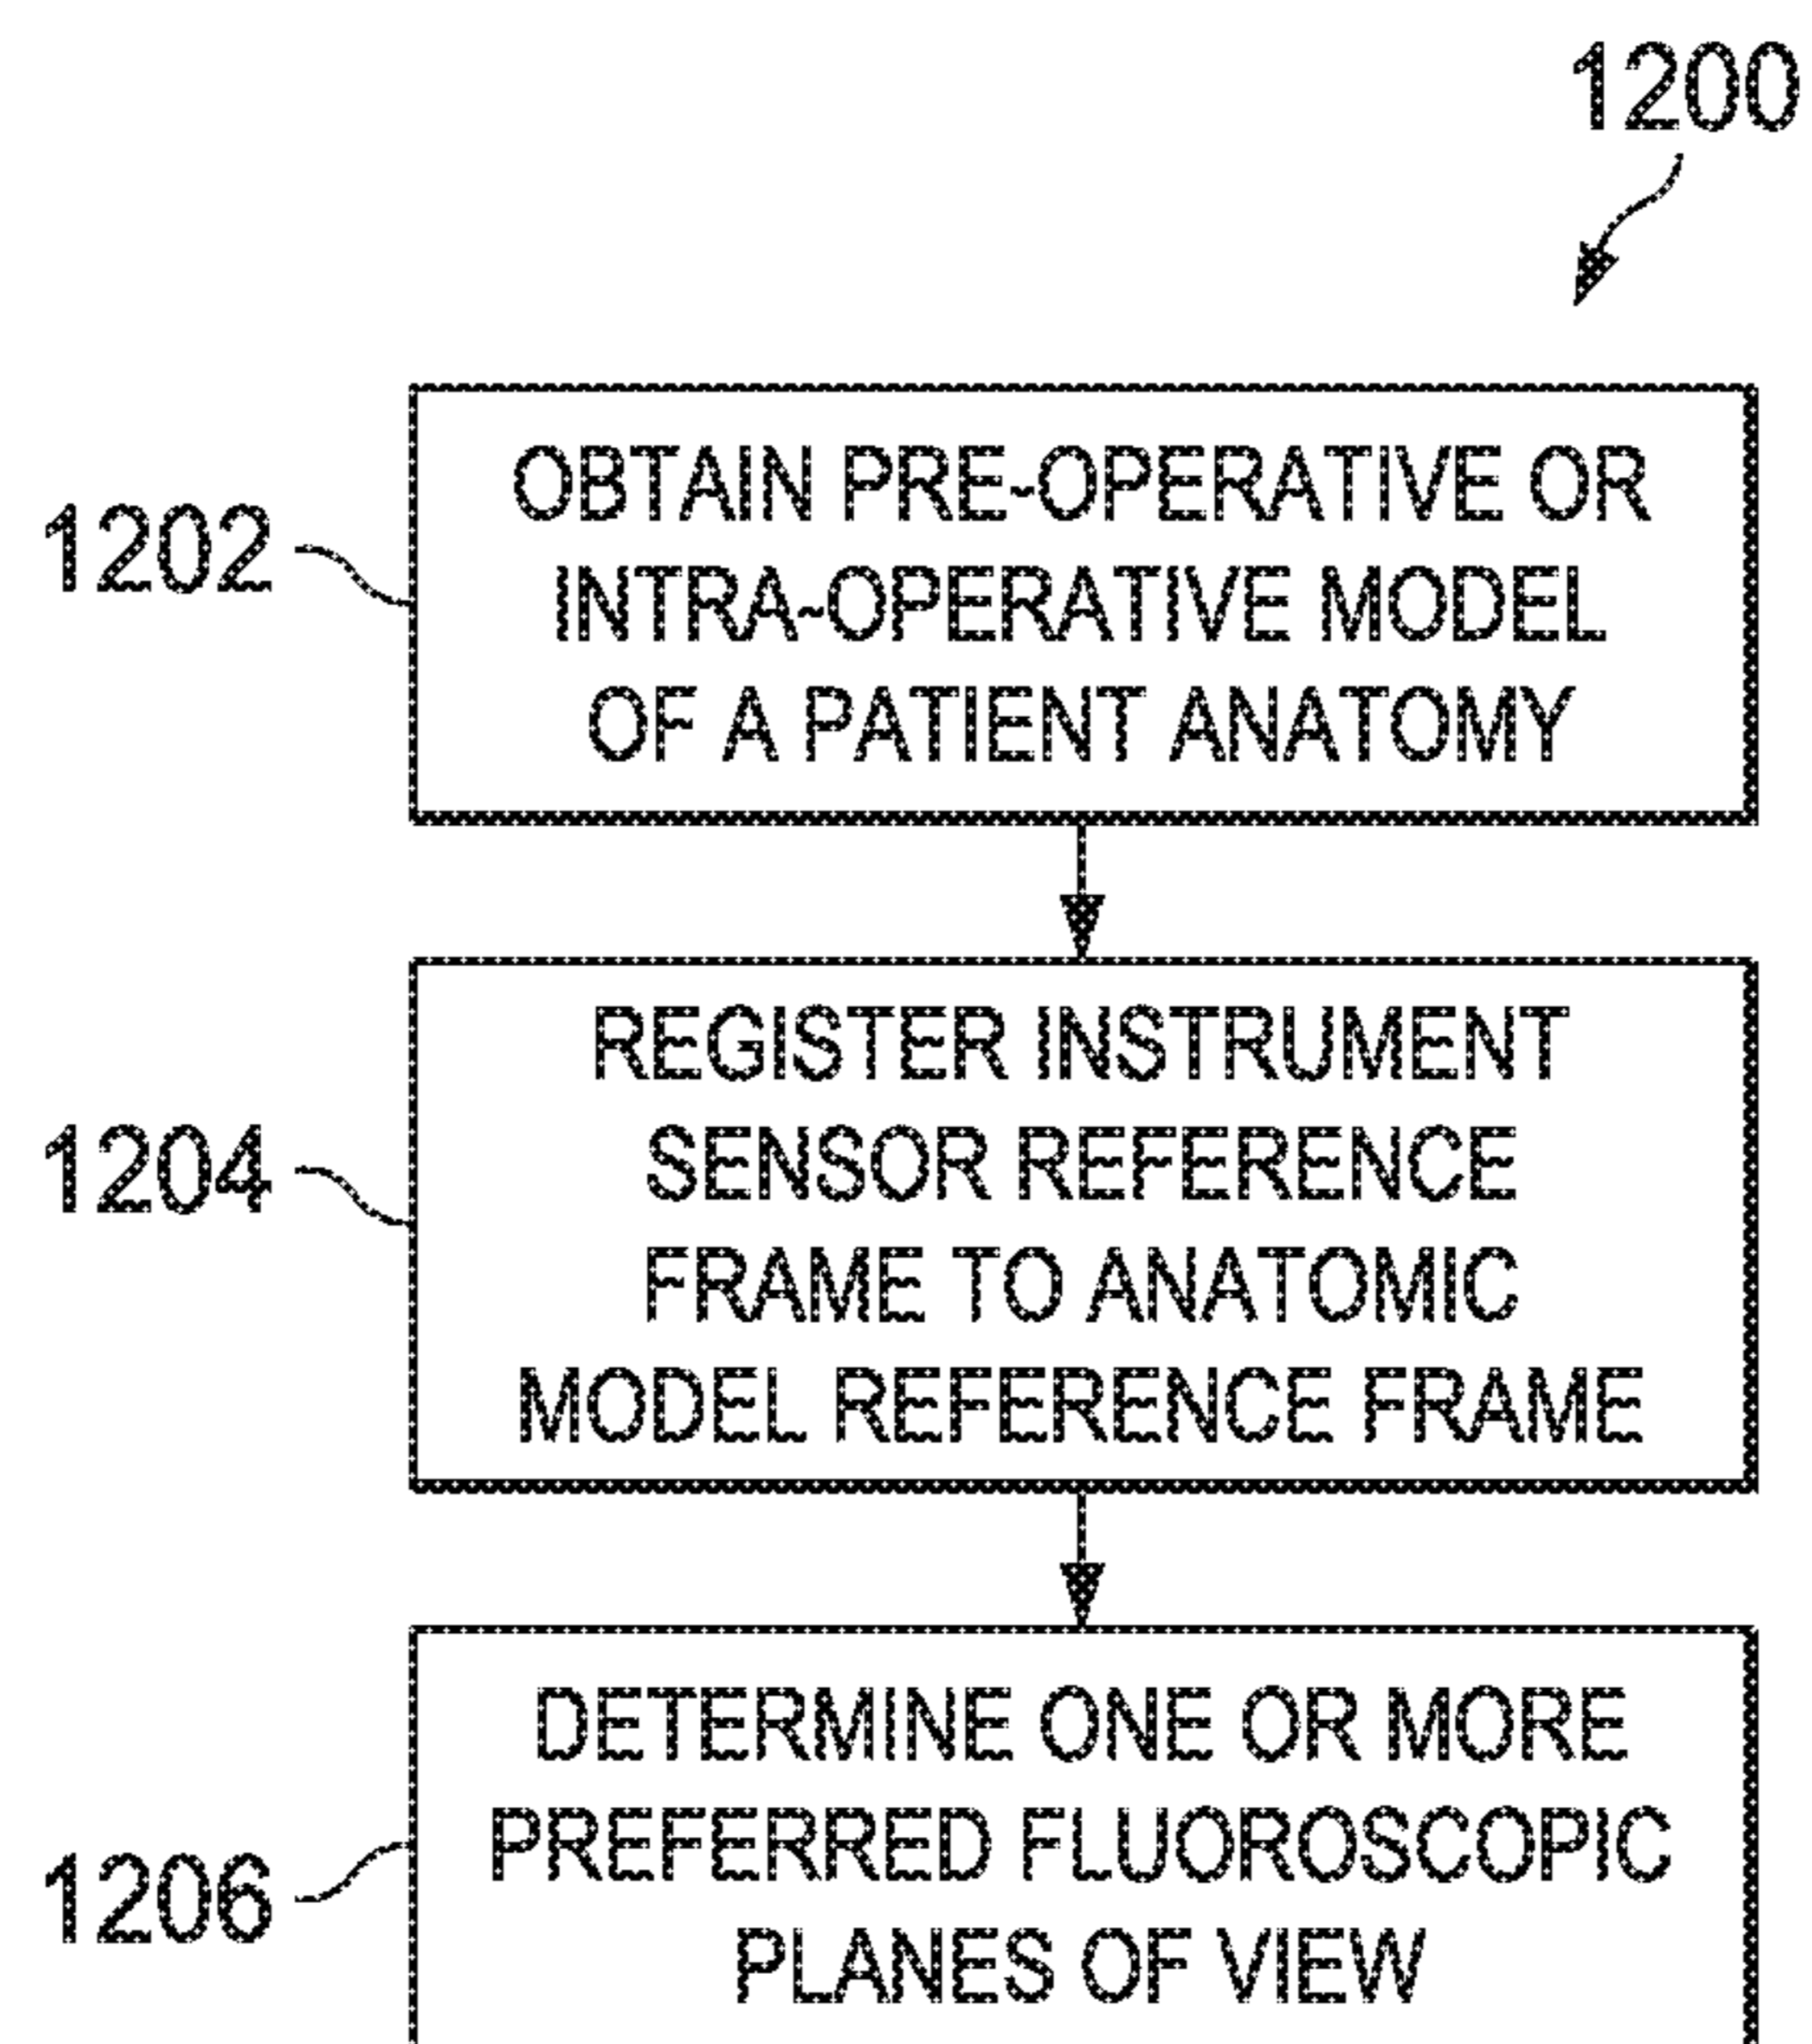 1200
1202
OBTAIN PRE-OPERATIVE OR
INTRA-OPERATIVE MODEL
OF A PATIENT ANATOMY
1204
REGISTER INSTRUMENT
SENSOR REFERENCE
FRAME TO ANATOMIC
MODEL REFERENCE FRAME
1206
DETERMINE ONE OR MORE
PREFERRED FLUOROSCOPIC
PLANES OF VIEW